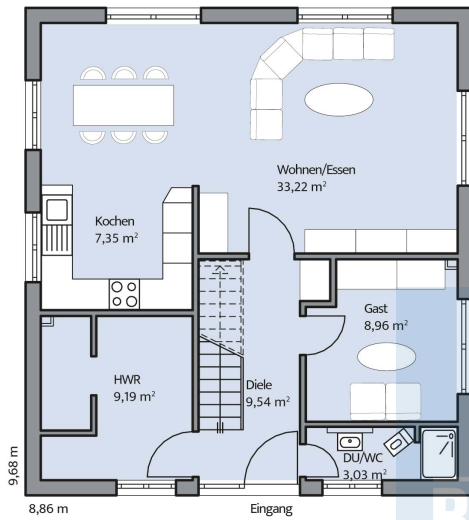 Wohnen/Essen
33,22 m²
Kochen
7,35 m²
Gast
8,96 m²
HWR
9,19 m²
Diele
9,54 m²
DU/WC
3,03 m²
9,68 m
8,86 m
Eingang